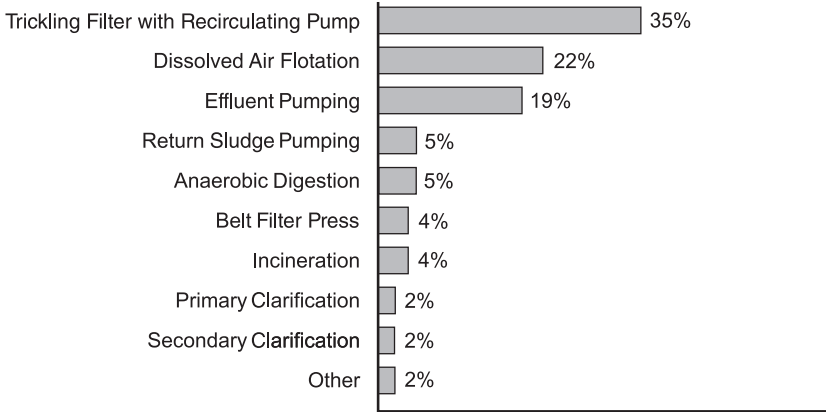 Trickling Filter with Recirculating Pump 35%
Dissolved Air Flotation 22%
Effluent Pumping 19%
Return Sludge Pumping 5%
Anaerobic Digestion 5%
Belt Filter Press 4%
Incineration 4%
Primary Clarification 2%
Secondary Clarification 2%
Other 2%